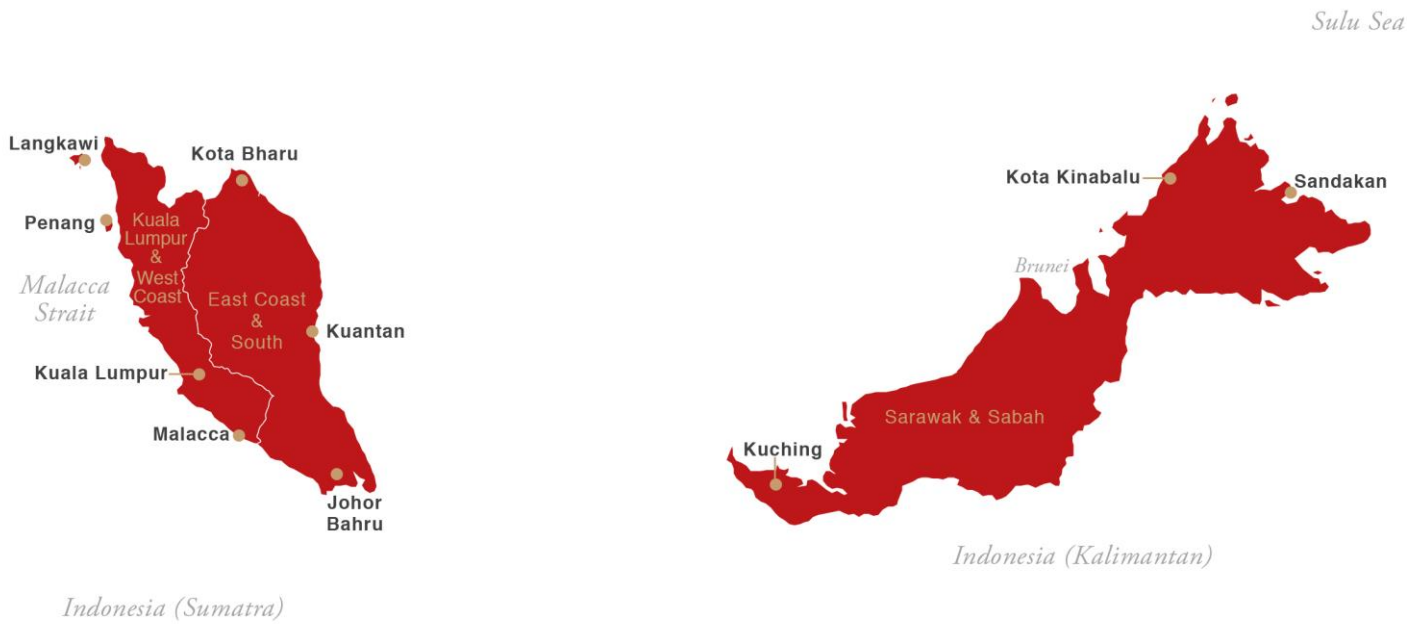 Sulu Sea
Langkawi
Kota Bharu
Kota Kinabalu
Sandakan
Penang
Kuala
Lumpur
&
West
Coast
Malacca
Strait
Brunei
East Coast
&
South
Kuantan
Kuala Lumpur
Malacca
Sarawak & Sabah
Kuching
Johor
Bahru
Indonesia (Kalimantan)
Indonesia (Sumatra)